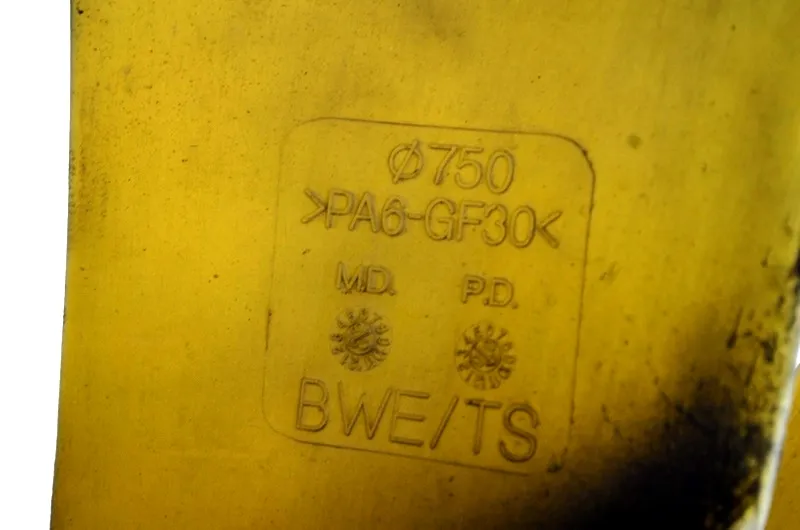 Ø750
>PA6-GF30<
M.D. P.D.
BWE/TS